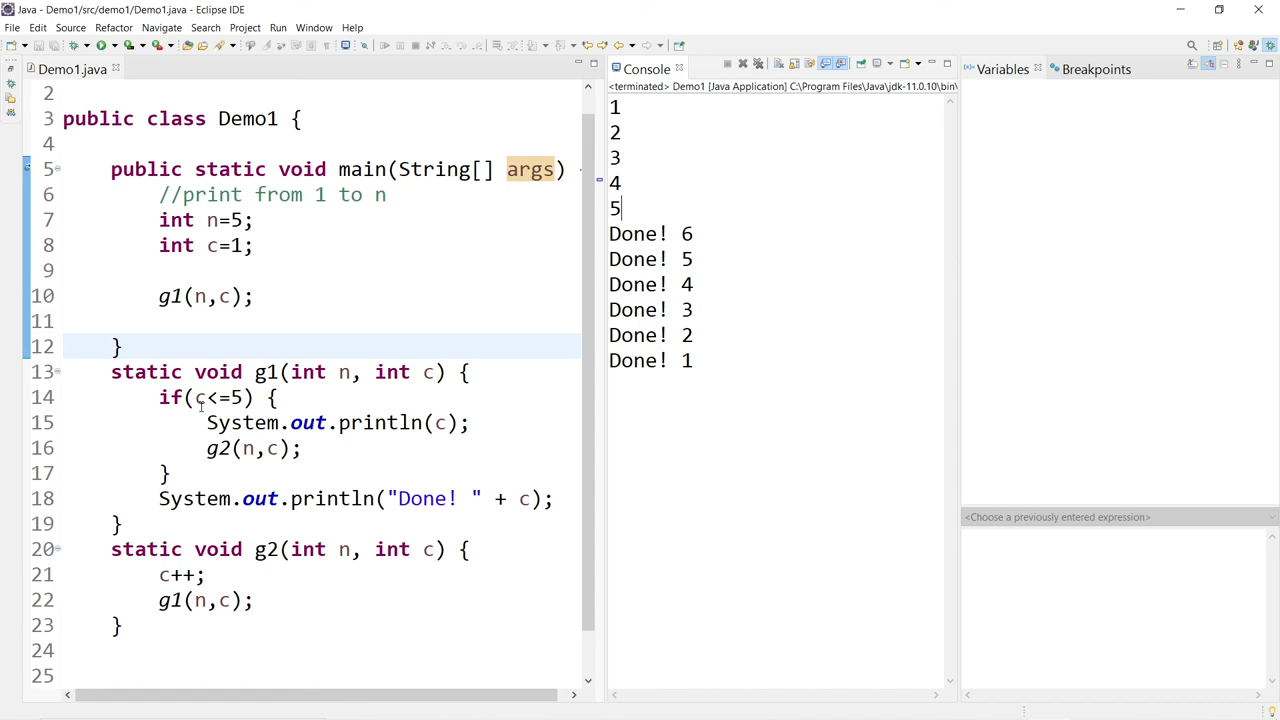 Java - Demo1/src/demo1/Demo1.java - Eclipse IDE
File Edit Source Refactor Navigate Search Project Run Window Help
Demo1.java
2
3 public class Demo1 {
4
5 public static void main(String[] args)
6 //print from 1 to n
7 int n=5;
8 int c=1;
9
10 g1(n,c);
11
12 }
13 static void g1(int n, int c) {
14 if(c<=5) {
15 System.out.println(c);
16 g2(n,c);
17 }
18 System.out.println("Done! " + c);
19 }
20 static void g2(int n, int c) {
21 c++;
22 g1(n,c);
23 }
24
25
Console
<terminated> Demo1 [Java Application] C:\Program Files\Java\jdk-11.0.10\bin\
1
2
3
4
5
Done! 6
Done! 5
Done! 4
Done! 3
Done! 2
Done! 1
Variables Breakpoints
<Choose a previously entered expression>